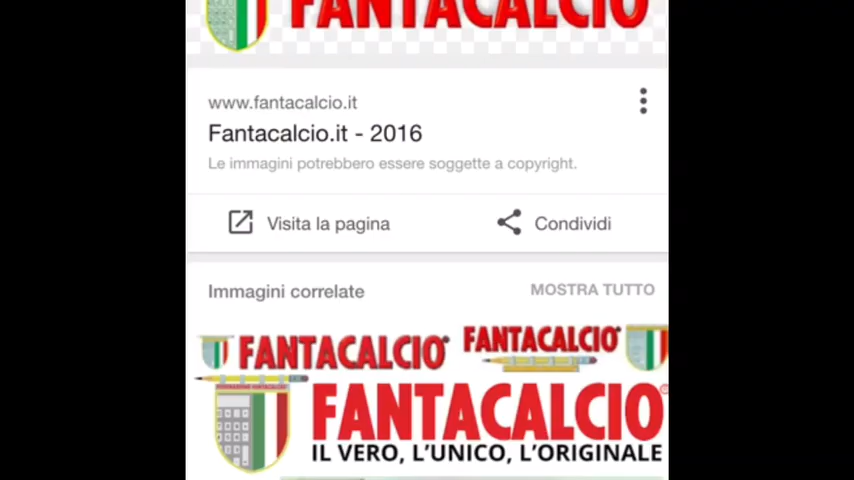 FANTACALCIO
www.fantacalcio.it
Fantacalcio.it - 2016
Le immagini potrebbero essere soggette a copyright.
Visita la pagina
Condividi
Immagini correlate
MOSTRA TUTTO
FANTACALCIO®
FANTACALCIO®
FANTACALCIO®
IL VERO, L'UNICO, L'ORIGINALE